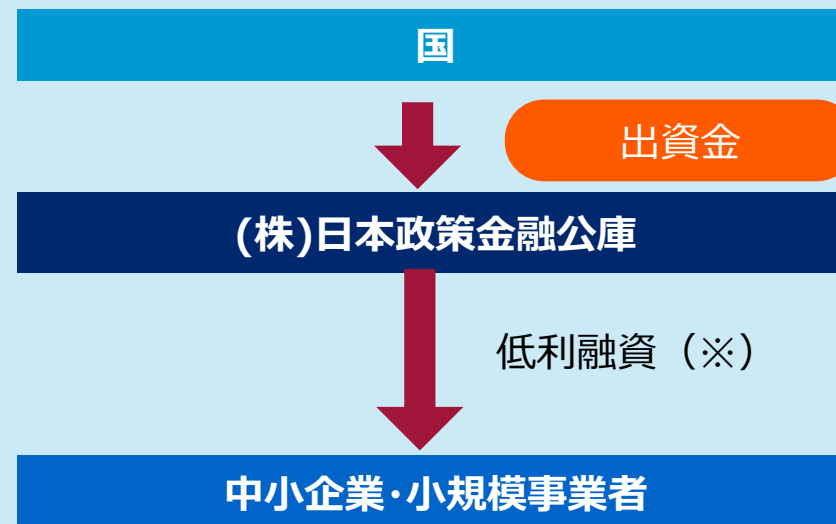 国
出資金
(株)日本政策金融公庫
低利融資（※）
中小企業･小規模事業者